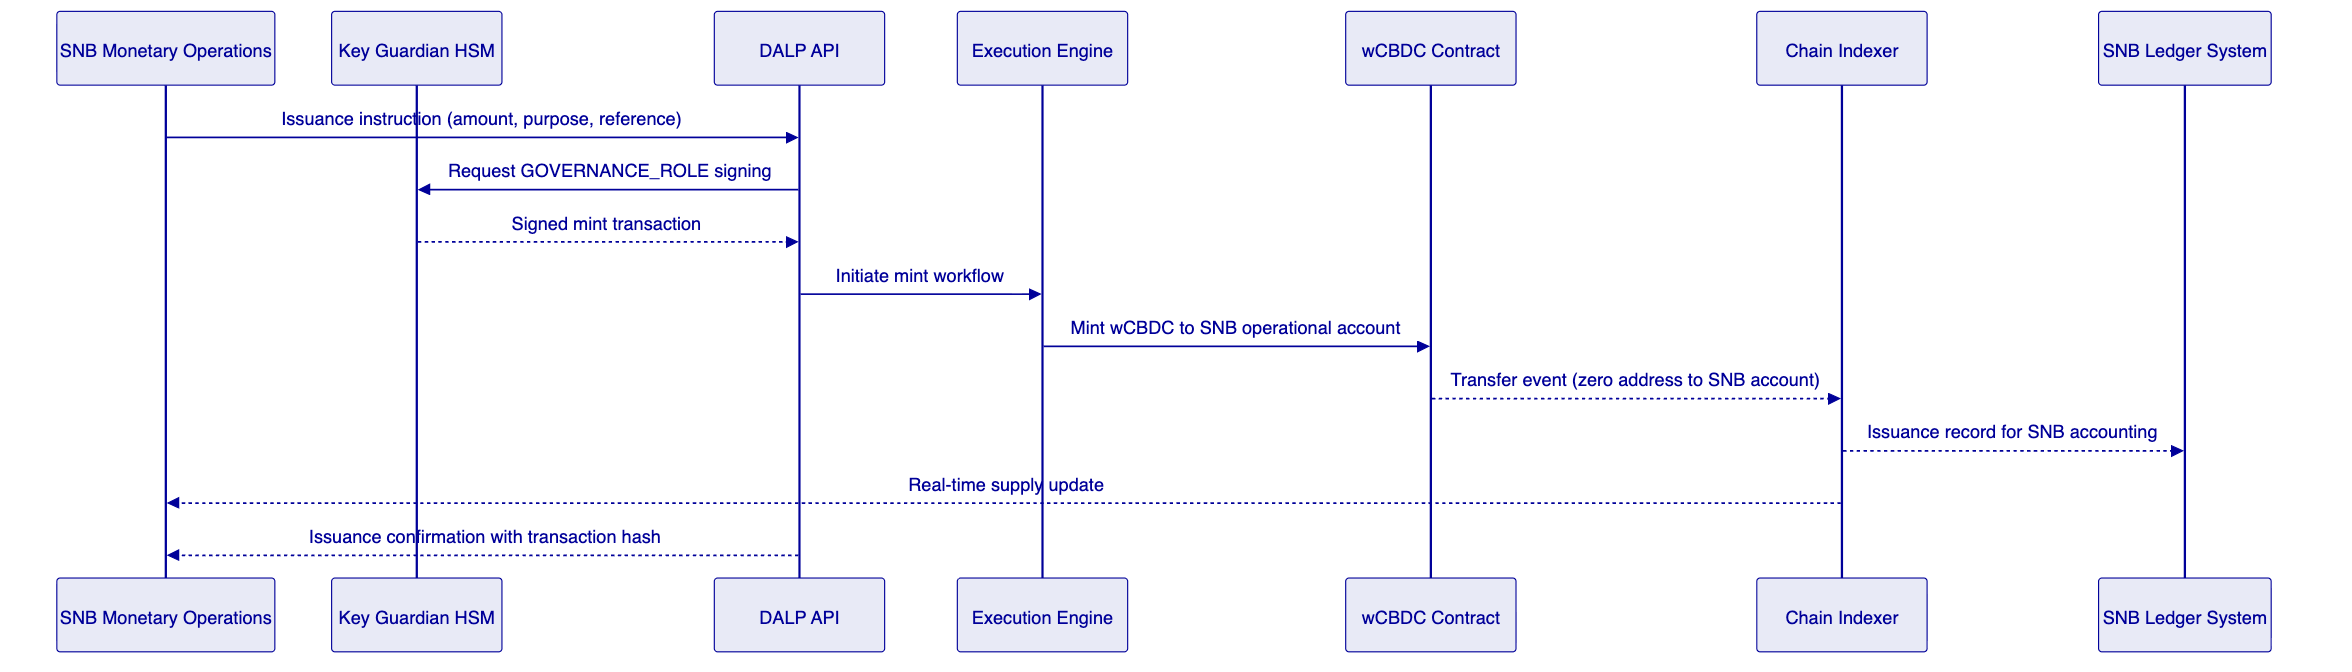 SNB Monetary Operations
Key Guardian HSM
DALP API
Execution Engine
wCBDC Contract
Chain Indexer
SNB Ledger System
Issuance instruction (amount, purpose, reference)
Request GOVERNANCE_ROLE signing
Signed mint transaction
Initiate mint workflow
Mint wCBDC to SNB operational account
Transfer event (zero address to SNB account)
Issuance record for SNB accounting
Real-time supply update
Issuance confirmation with transaction hash
SNB Monetary Operations
Key Guardian HSM
DALP API
Execution Engine
wCBDC Contract
Chain Indexer
SNB Ledger System